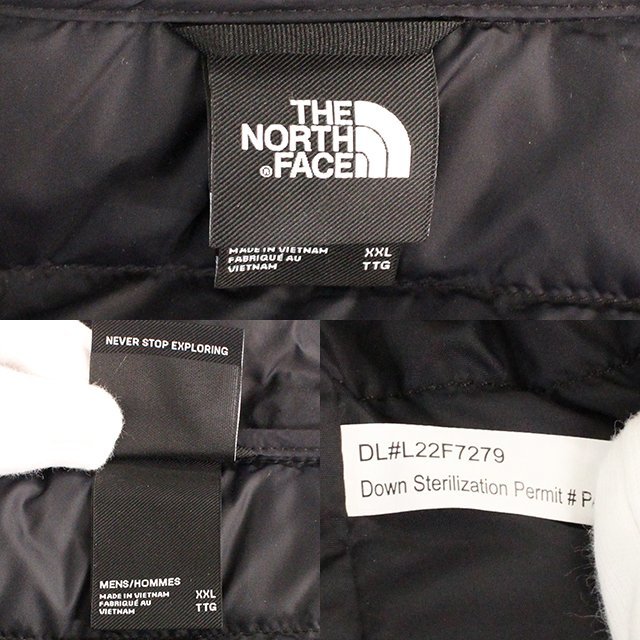 THE
NORTH
FACE
®
MADE IN VIETNAM
FABRIQUÉ AU
VIETNAM
XXL
TTG
NEVER STOP EXPLORING
MENS/HOMMES
MADE IN VIETNAM
FABRIQUÉ AU
VIETNAM
XXL
TTG
DL#L22F7279
Down Sterilization Permit #